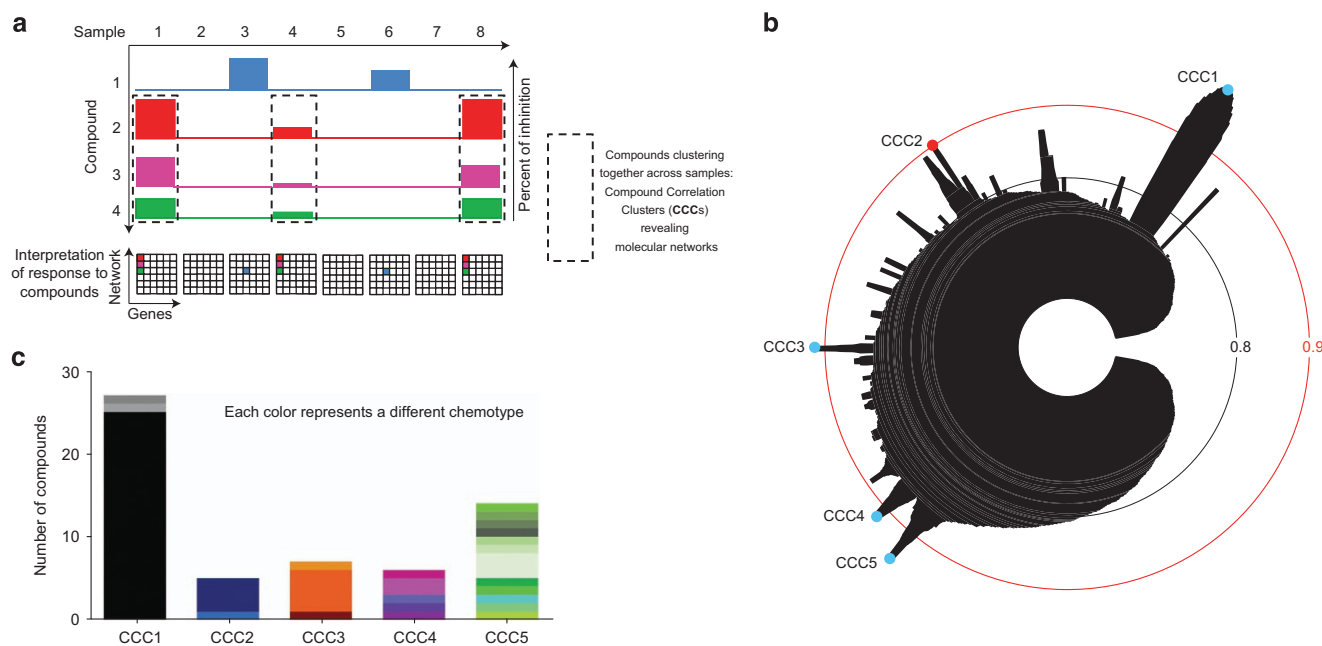 a
Sample 1 2 3 4 5 6 7 8
Compound
1
2
3
4
Percent of inhinition
Compounds clustering
together across samples:
Compound Correlation
Clusters (CCCs)
revealing
molecular networks
Interpretation
of response to
compounds
Network
Genes
b
CCC1
CCC2
CCC3
CCC4
CCC5
0.8
0.9
c
Number of compounds
30
20
10
0
Each color represents a different chemotype
CCC1 CCC2 CCC3 CCC4 CCC5